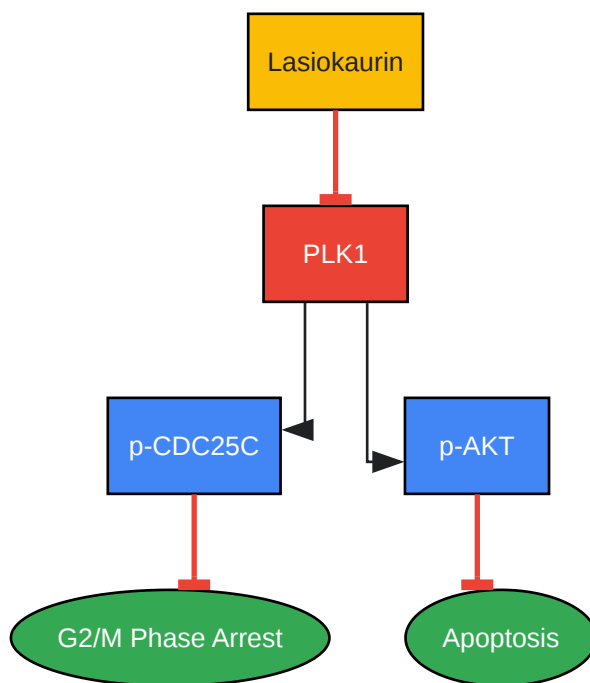 Lasiokaurin
PLK1
p-CDC25C
p-AKT
G2/M Phase Arrest
Apoptosis